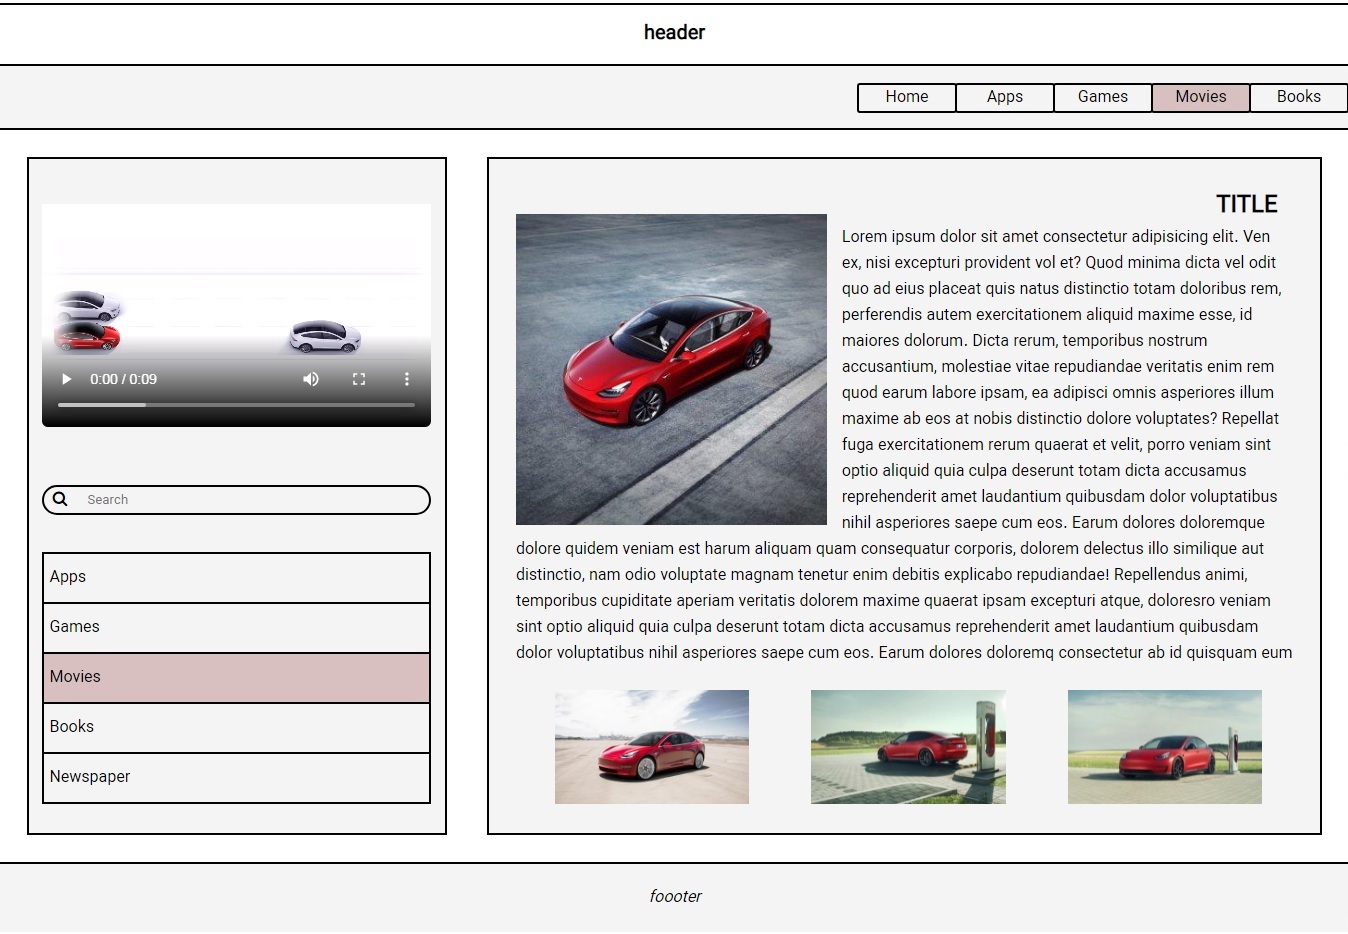 header
Home Apps Games Movies Books
0:00 / 0:09
Search
Apps
Games
Movies
Books
Newspaper
TITLE
Lorem ipsum dolor sit amet consectetur adipisicing elit. Ven
ex, nisi excepturi provident vol et? Quod minima dicta vel odit
quo ad eius placeat quis natus distinctio totam doloribus rem,
perferendis autem exercitationem aliquid maxime esse, id
maiores dolorum. Dicta rerum, temporibus nostrum
accusantium, molestiae vitae repudiandae veritatis enim rem
quod earum labore ipsam, ea adipisci omnis asperiores illum
maxime ab eos at nobis distinctio dolore voluptates? Repellat
fuga exercitationem rerum quaerat et velit, porro veniam sint
optio aliquid quia culpa deserunt totam dicta accusamus
reprehenderit amet laudantium quibusdam dolor voluptatibus
nihil asperiores saepe cum eos. Earum dolores doloremque
dolore quidem veniam est harum aliquam quam consequatur corporis, dolorem delectus illo similique aut
distinctio, nam odio voluptate magnam tenetur enim debitis explicabo repudiandae! Repellendus animi,
temporibus cupiditate aperiam veritatis dolorem maxime quaerat ipsam excepturi atque, doloresro veniam
sint optio aliquid quia culpa deserunt totam dicta accusamus reprehenderit amet laudantium quibusdam
dolor voluptatibus nihil asperiores saepe cum eos. Earum dolores doloremq consectetur ab id quisquam eum
foooter